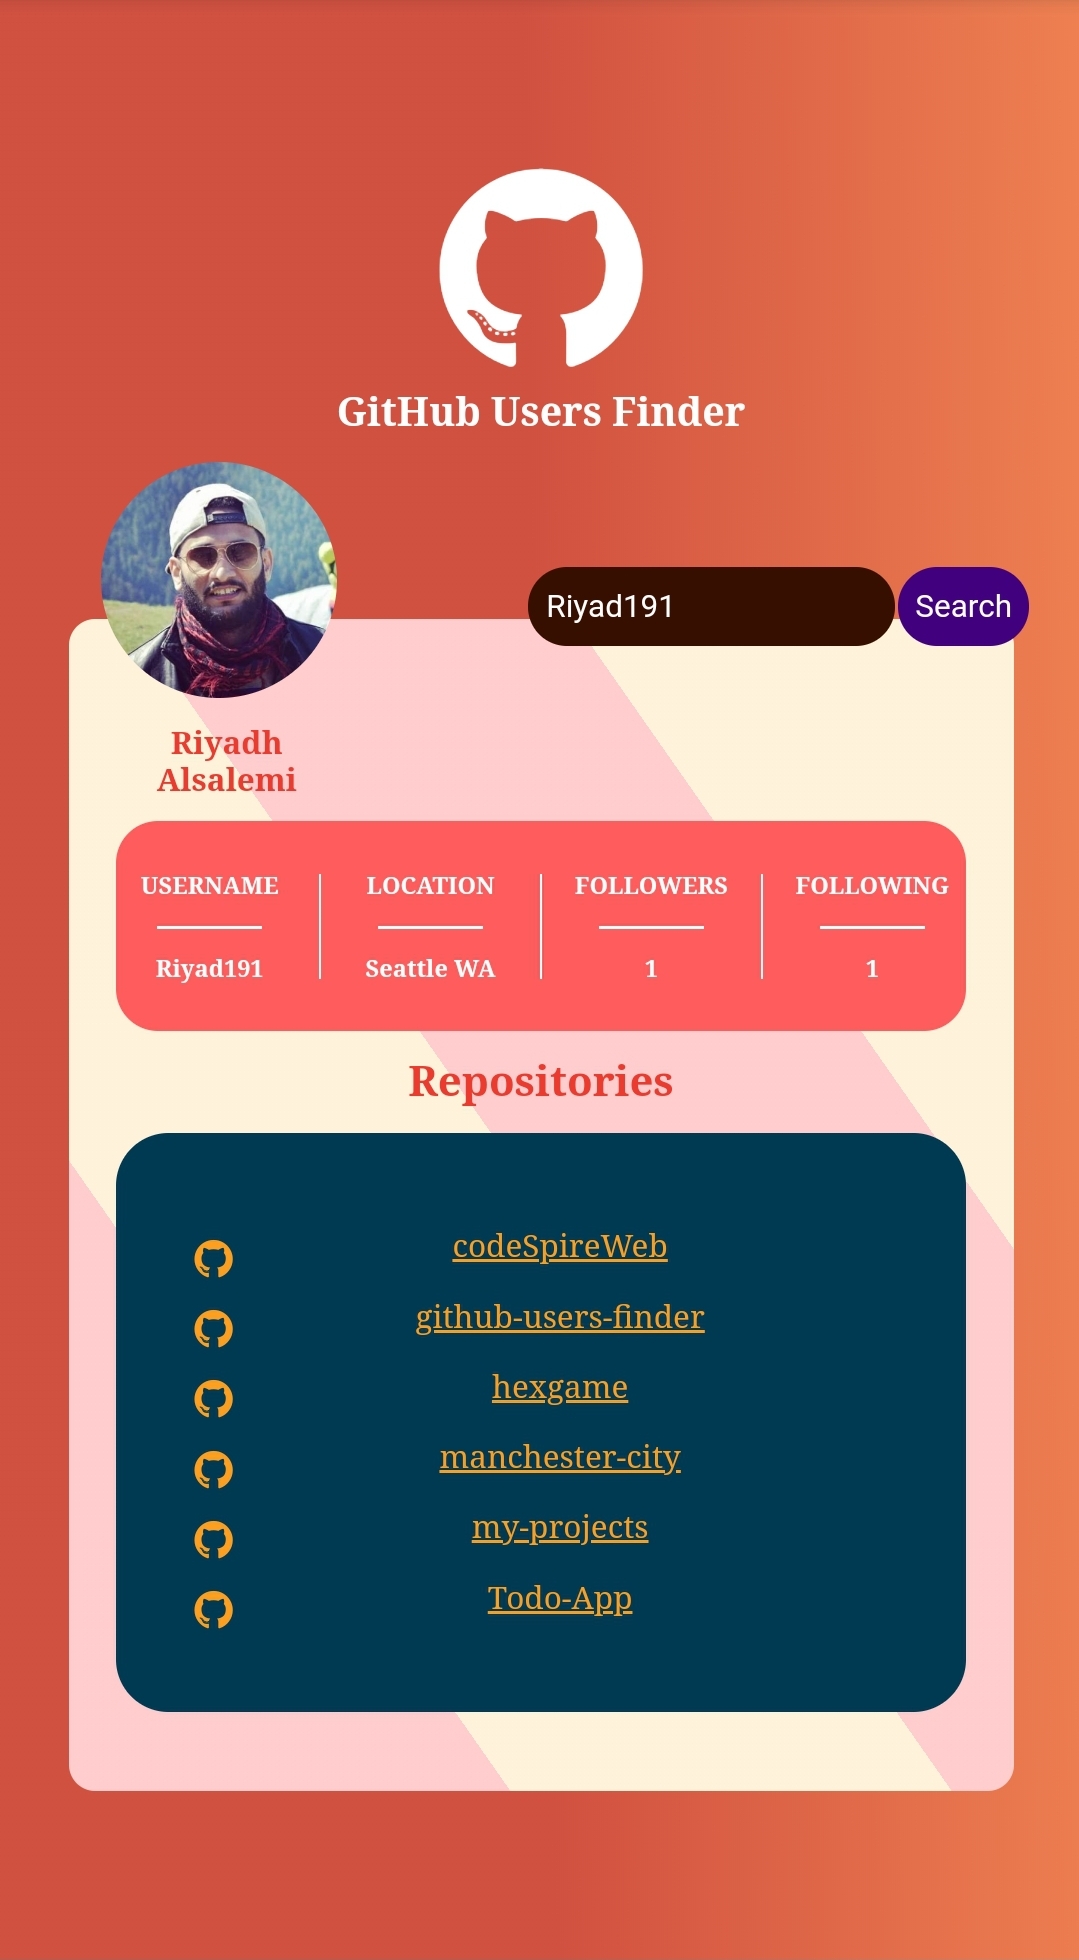 GitHub Users Finder
Riyad191
Search
Riyadh
Alsalemi
USERNAME
Riyad191
LOCATION
Seattle WA
FOLLOWERS
1
FOLLOWING
1
Repositories
codeSpireWeb
github-users-finder
hexgame
manchester-city
my-projects
Todo-App